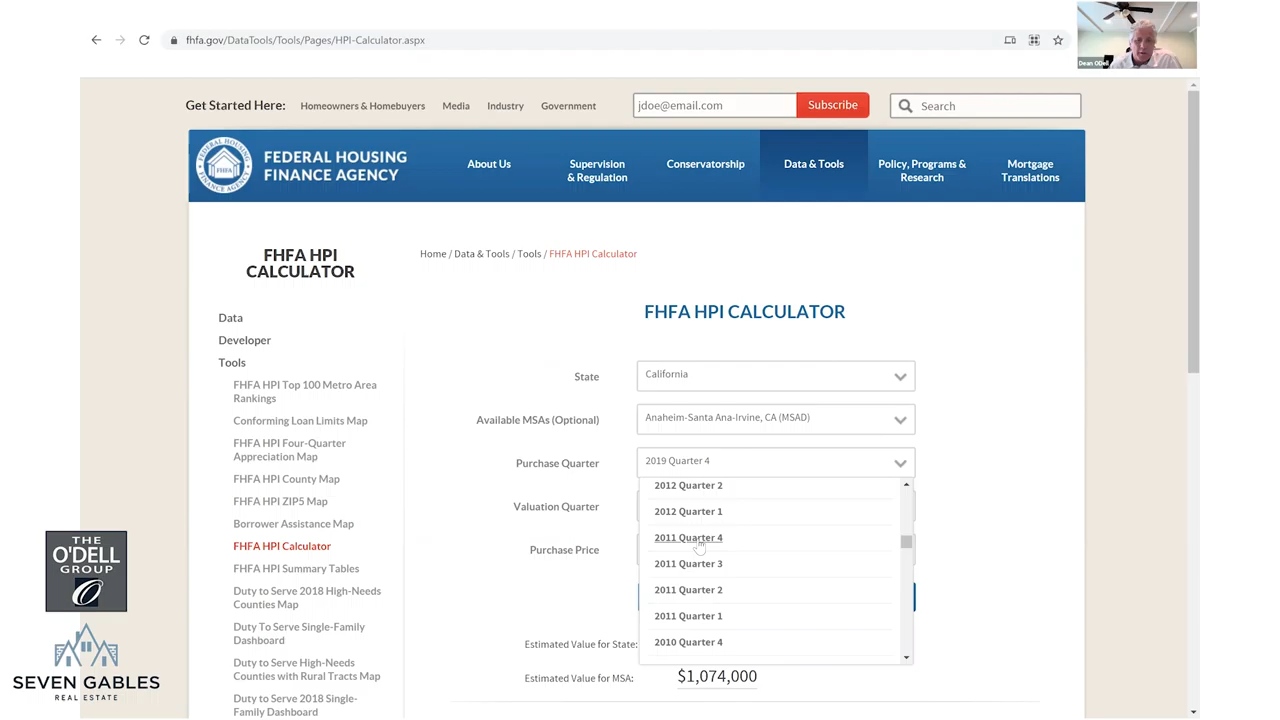 fhfa.gov/DataTools/Tools/Pages/HPI-Calculator.aspx
Dean ODell
Get Started Here:
Homeowners & Homebuyers
Media
Industry
Government
jdoe@email.com
Subscribe
Search
FHFA
FEDERAL HOUSING
FINANCE AGENCY
About Us
Supervision
& Regulation
Conservatorship
Data & Tools
Policy, Programs &
Research
Mortgage
Translations
FHFA HPI
CALCULATOR
Data
Developer
Tools
FHFA HPI Top 100 Metro Area
Rankings
Conforming Loan Limits Map
FHFA HPI Four-Quarter
Appreciation Map
FHFA HPI County Map
FHFA HPI ZIP5 Map
Borrower Assistance Map
FHFA HPI Calculator
FHFA HPI Summary Tables
Duty to Serve 2018 High-Needs
Counties Map
Duty To Serve Single-Family
Dashboard
Duty to Serve High-Needs
Counties with Rural Tracts Map
Duty to Serve 2018 Single-
Family Dashboard
Home / Data & Tools / Tools / FHFA HPI Calculator
FHFA HPI CALCULATOR
State
California
Available MSAs (Optional)
Anaheim-Santa Ana-Irvine, CA (MSAD)
Purchase Quarter
2019 Quarter 4
2012 Quarter 2
2012 Quarter 1
2011 Quarter 4
2011 Quarter 3
2011 Quarter 2
2011 Quarter 1
2010 Quarter 4
Valuation Quarter
Purchase Price
Estimated Value for State:
Estimated Value for MSA:
$1,074,000
THE
O'DELL
GROUP
SEVEN GABLES
REAL ESTATE